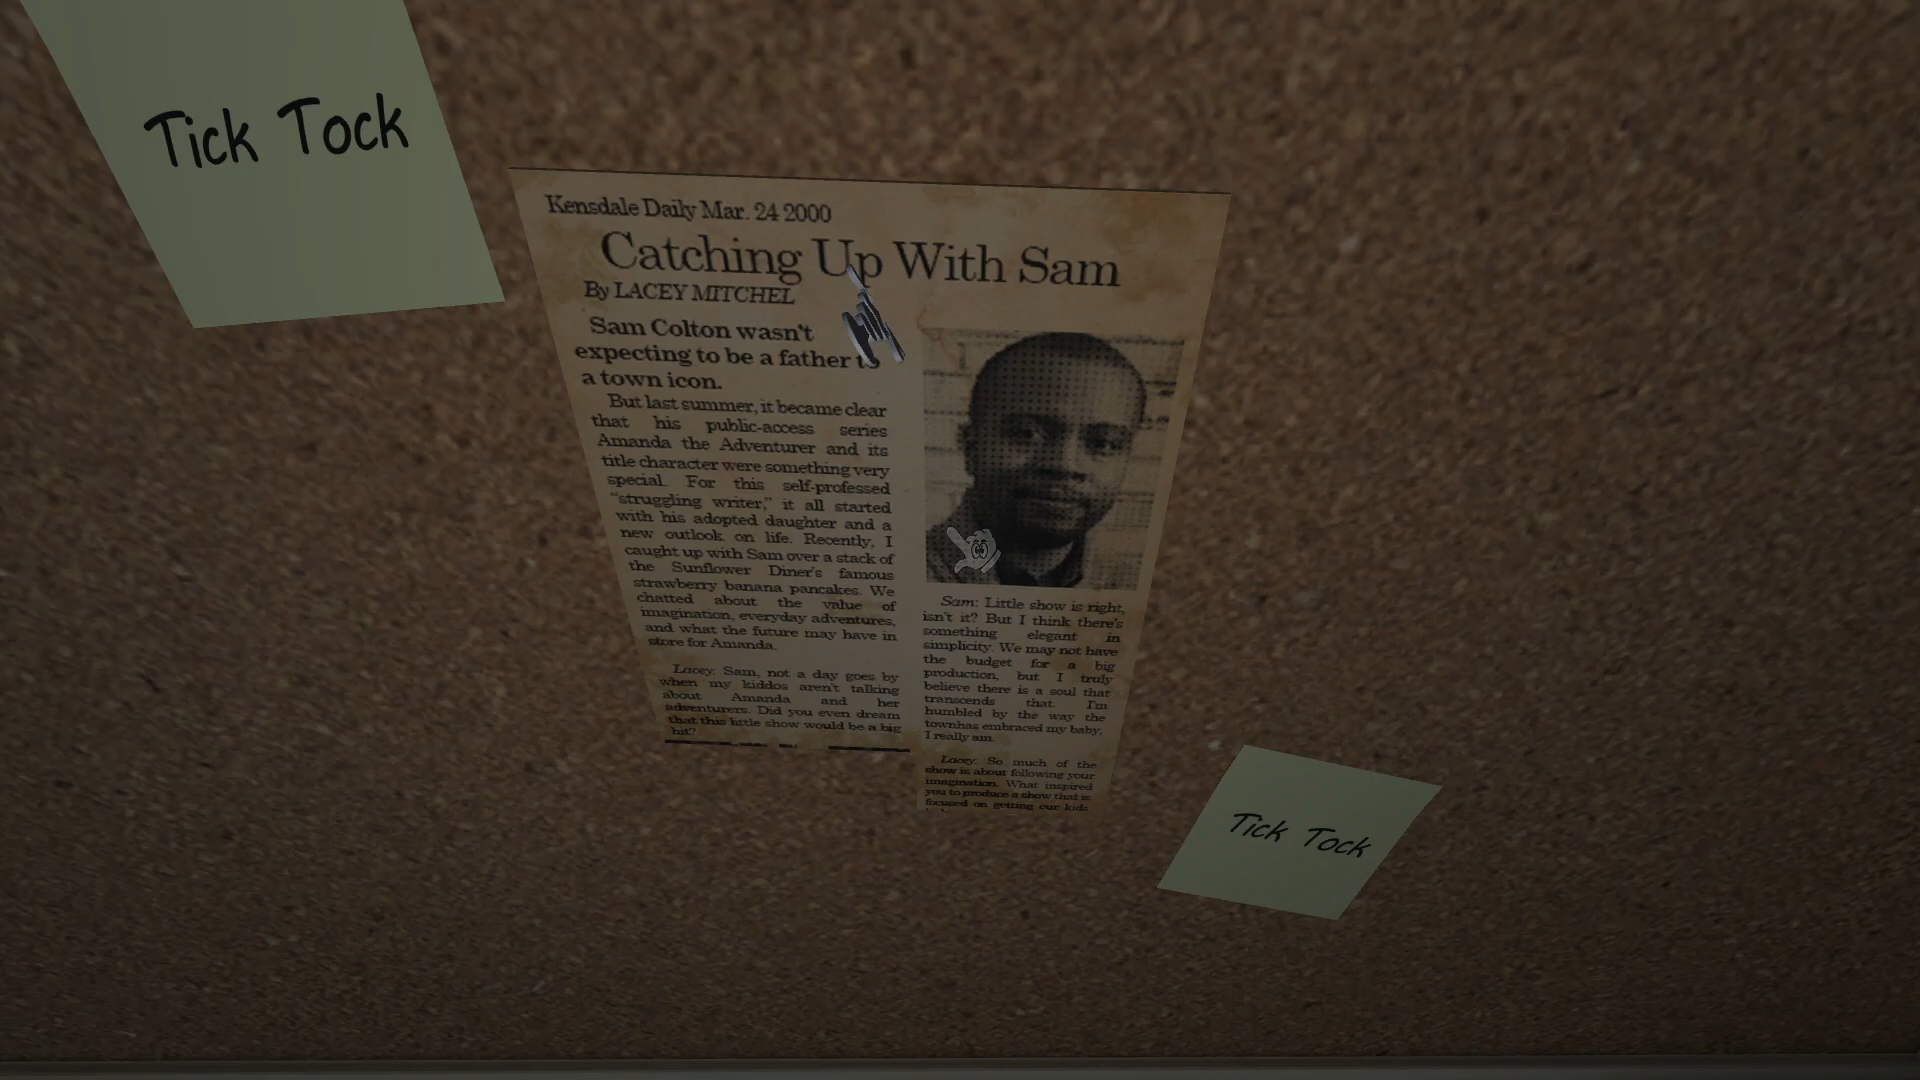 Tick Tock
Kensdale Daily Mar. 24 2000
Catching Up With Sam
By LACEY MITCHEL
Sam Colton wasn't
expecting to be a father
a town icon.
But last summer, it became clear
that his public-access series
Amanda the Adventurer and its
title character were something very
special. For this self-professed
"struggling writer," it all started
with his adopted daughter and a
new outlook on life. Recently, I
caught up with Sam over a stack of
the Sunflower Diner's famous
strawberry banana pancakes. We
chatted about the value of
imagination, everyday adventures,
and what the future may have in
store for Amanda.
Lacey: Sam, not a day goes by
when my kiddos aren't talking
about Amanda and her
adventurers. Did you even dream
that this little show would be a big
hit?
Sam: Little show is right,
isn't it? But I think there's
something elegant in
simplicity. We may not have
the budget for a big
production, but I truly
believe there is a soul that
transcends that. I'm
humbled by the way the
townhas embraced my baby,
I really am.
Lacey: So much of the
show is about following your
imagination. What inspired
you to produce a show that is
focused on getting our kids
Tick Tock